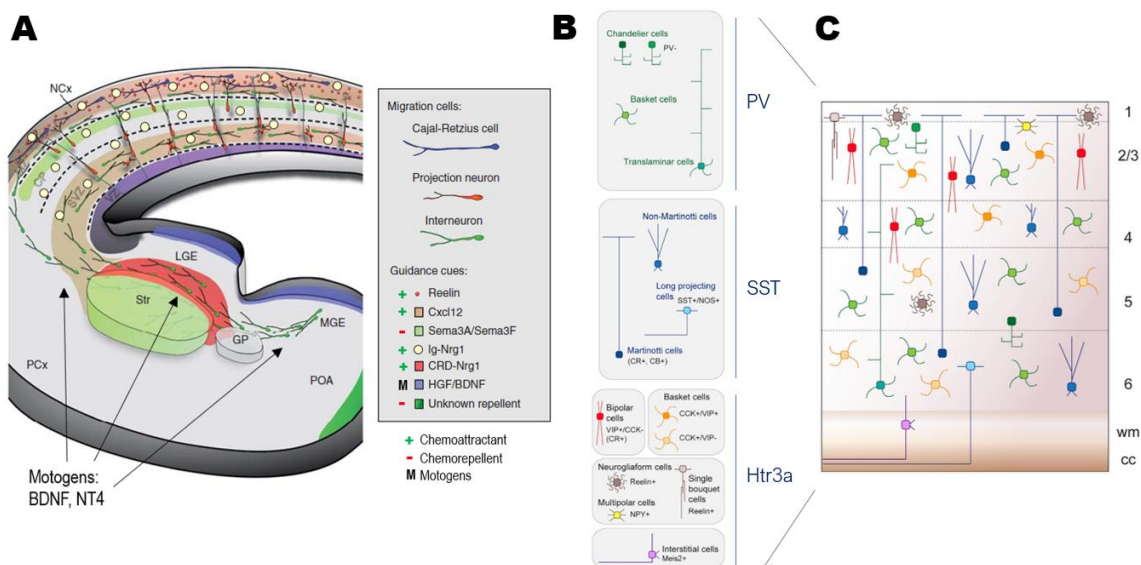 A
NCx
MZ
CP
SVZ
VZ
LGE
Str
MGE
GP
PCx
POA
Motogens:
BDNF, NT4
Migration cells:
Cajal-Retzius cell
Projection neuron
Interneuron
Guidance cues:
+ Reelin
+ Cxcl12
- Sema3A/Sema3F
+ Ig-Nrg1
+ CRD-Nrg1
M HGF/BDNF
- Unknown repellent
+ Chemoattractant
- Chemorepellent
M Motogens
B
Chandelier cells
PV-
Basket cells
Translaminar cells
PV
Non-Martinotti cells
Long projecting
cells
SST+/NOS+
Martinotti cells
(CR+, CB+)
SST
Bipolar
cells
VIP+/CCK-
(CR+)
Basket cells
CCK+/VIP+
CCK+/VIP-
Neurogliaform cells
Reelin+
Single
bouquet
cells
Reelin+
Multipolar cells
NPY+
Interstitial cells
Meis2+
Htr3a
C
1
2/3
4
5
6
wm
cc